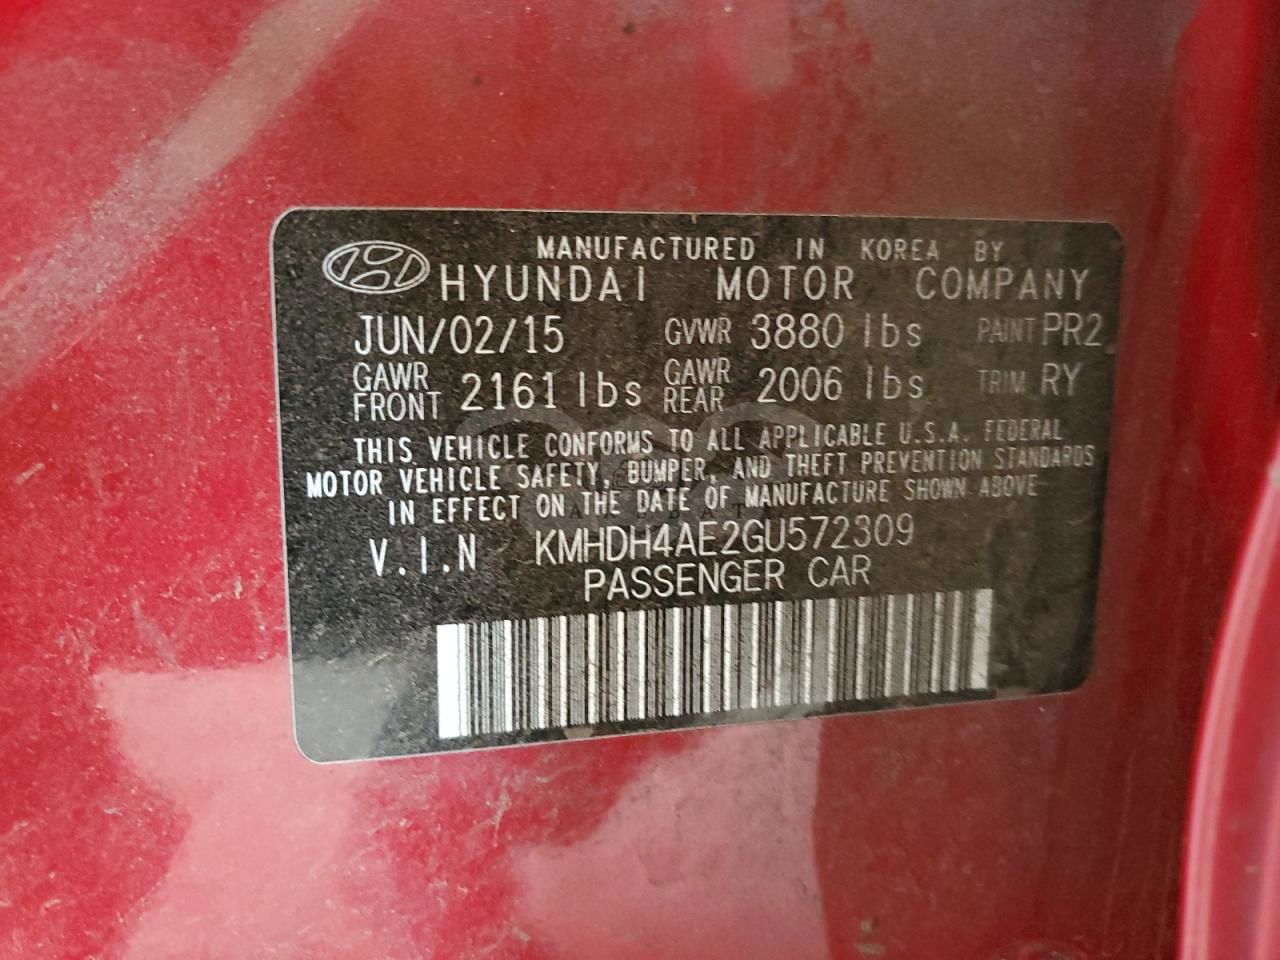 MANUFACTURED IN KOREA BY
HYUNDAI MOTOR COMPANY
JUN/02/15 GVWR 3880 lbs PAINT PR2
GAWR FRONT 2161 lbs GAWR REAR 2006 lbs TRIM RY
THIS VEHICLE CONFORMS TO ALL APPLICABLE U.S.A. FEDERAL
MOTOR VEHICLE SAFETY, BUMPER, AND THEFT PREVENTION STANDARDS
IN EFFECT ON THE DATE OF MANUFACTURE SHOWN ABOVE
V.I.N KMHDH4AE2GU572309
PASSENGER CAR